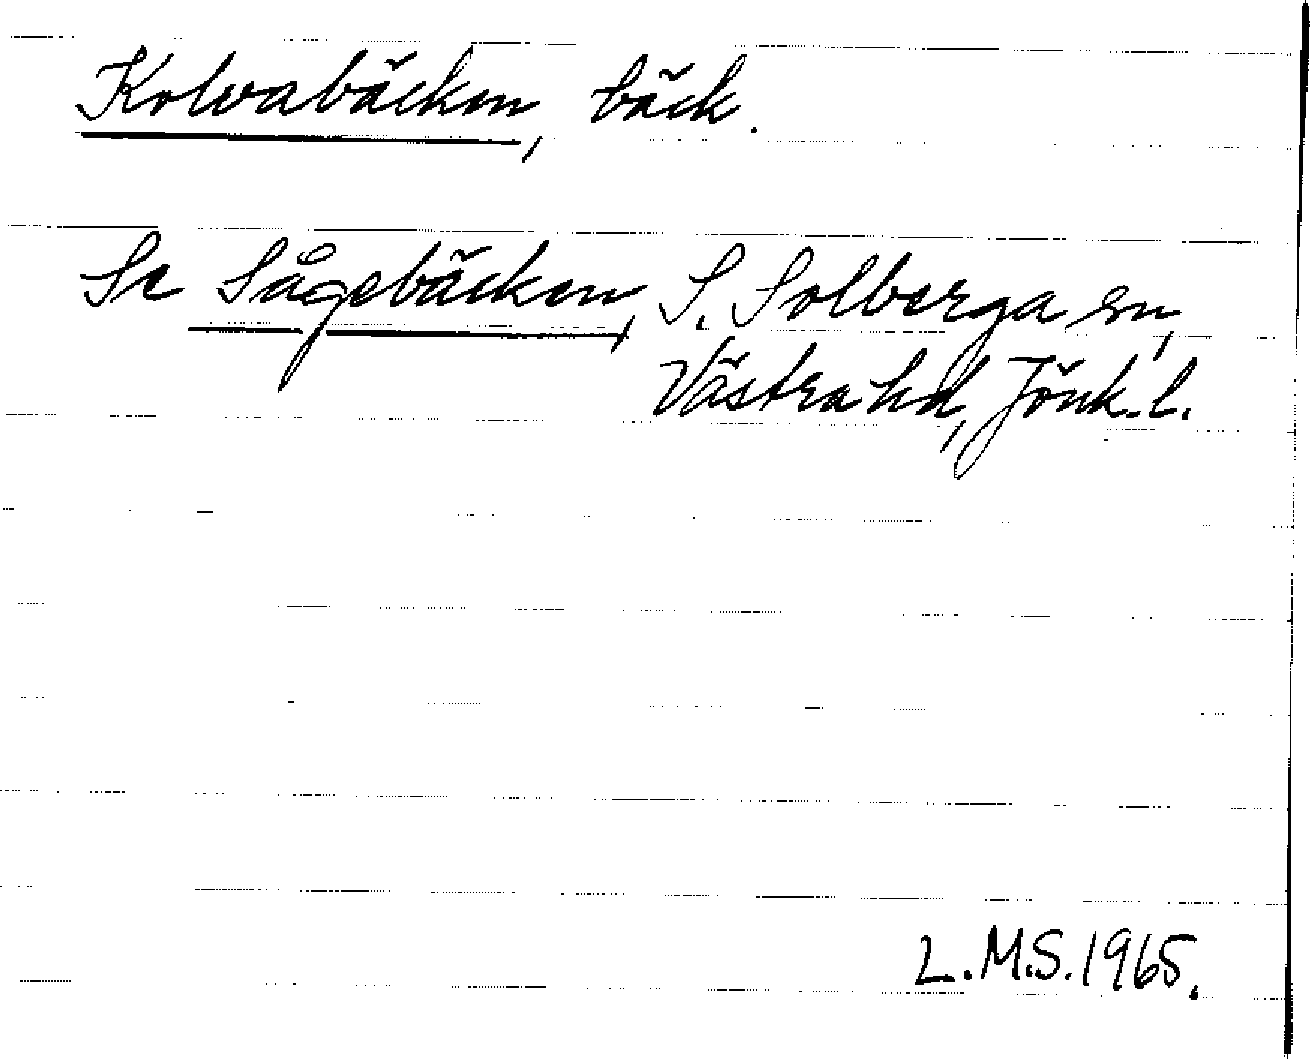 Kolvabäcken, bäck.
Se Sågebäcken, S. Solberga sn,
Västra hd, Jönk. l.
L.M.S. 1965.